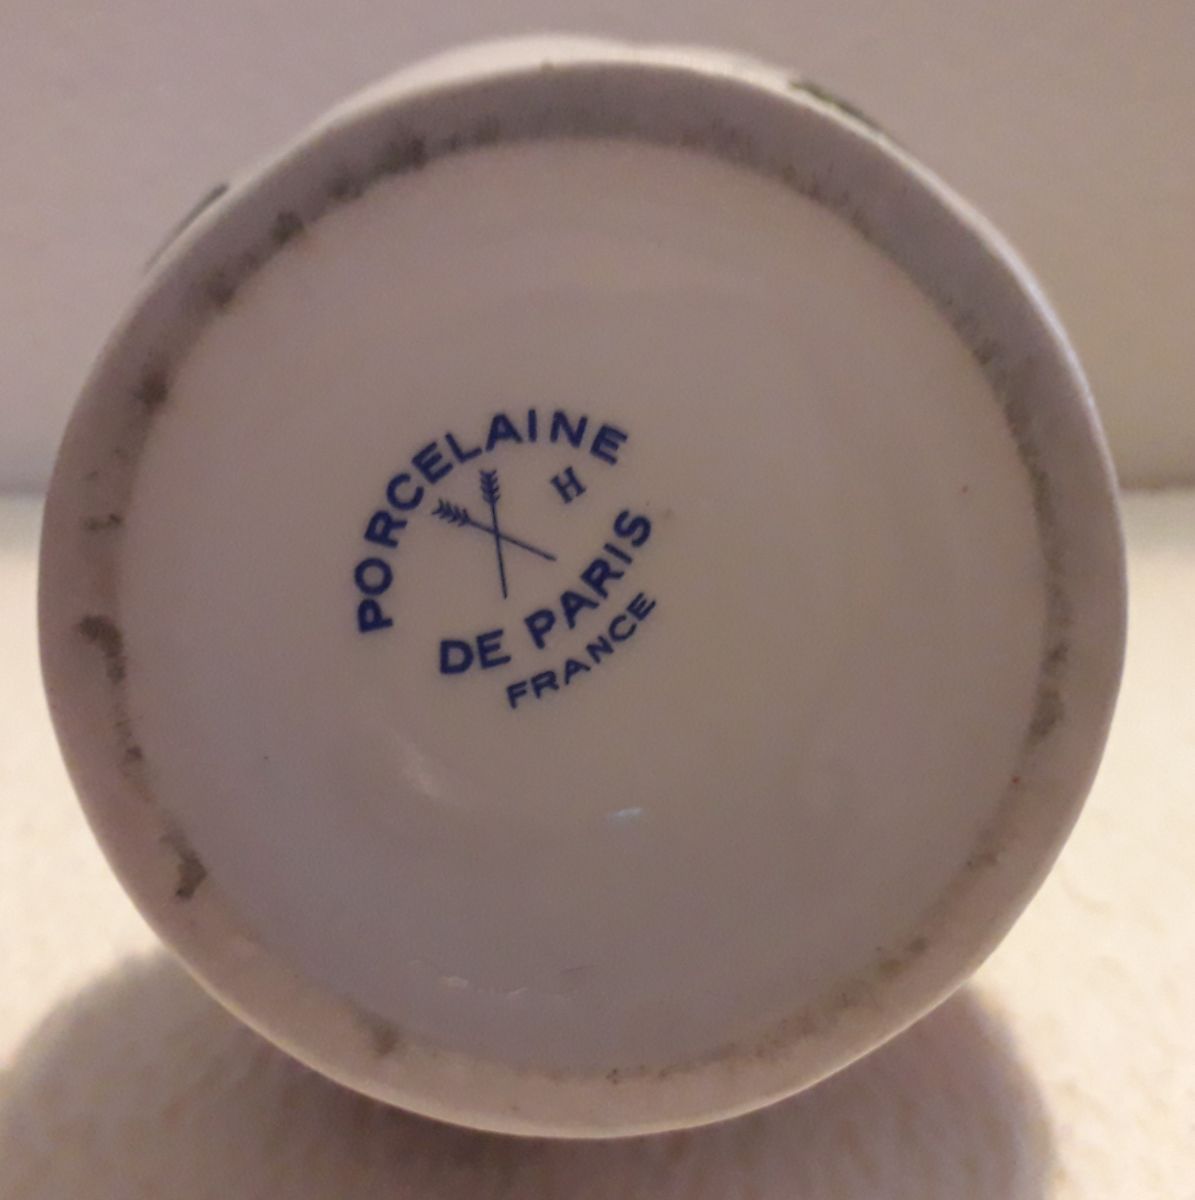 PORCELAINE
H
DE PARIS
FRANCE